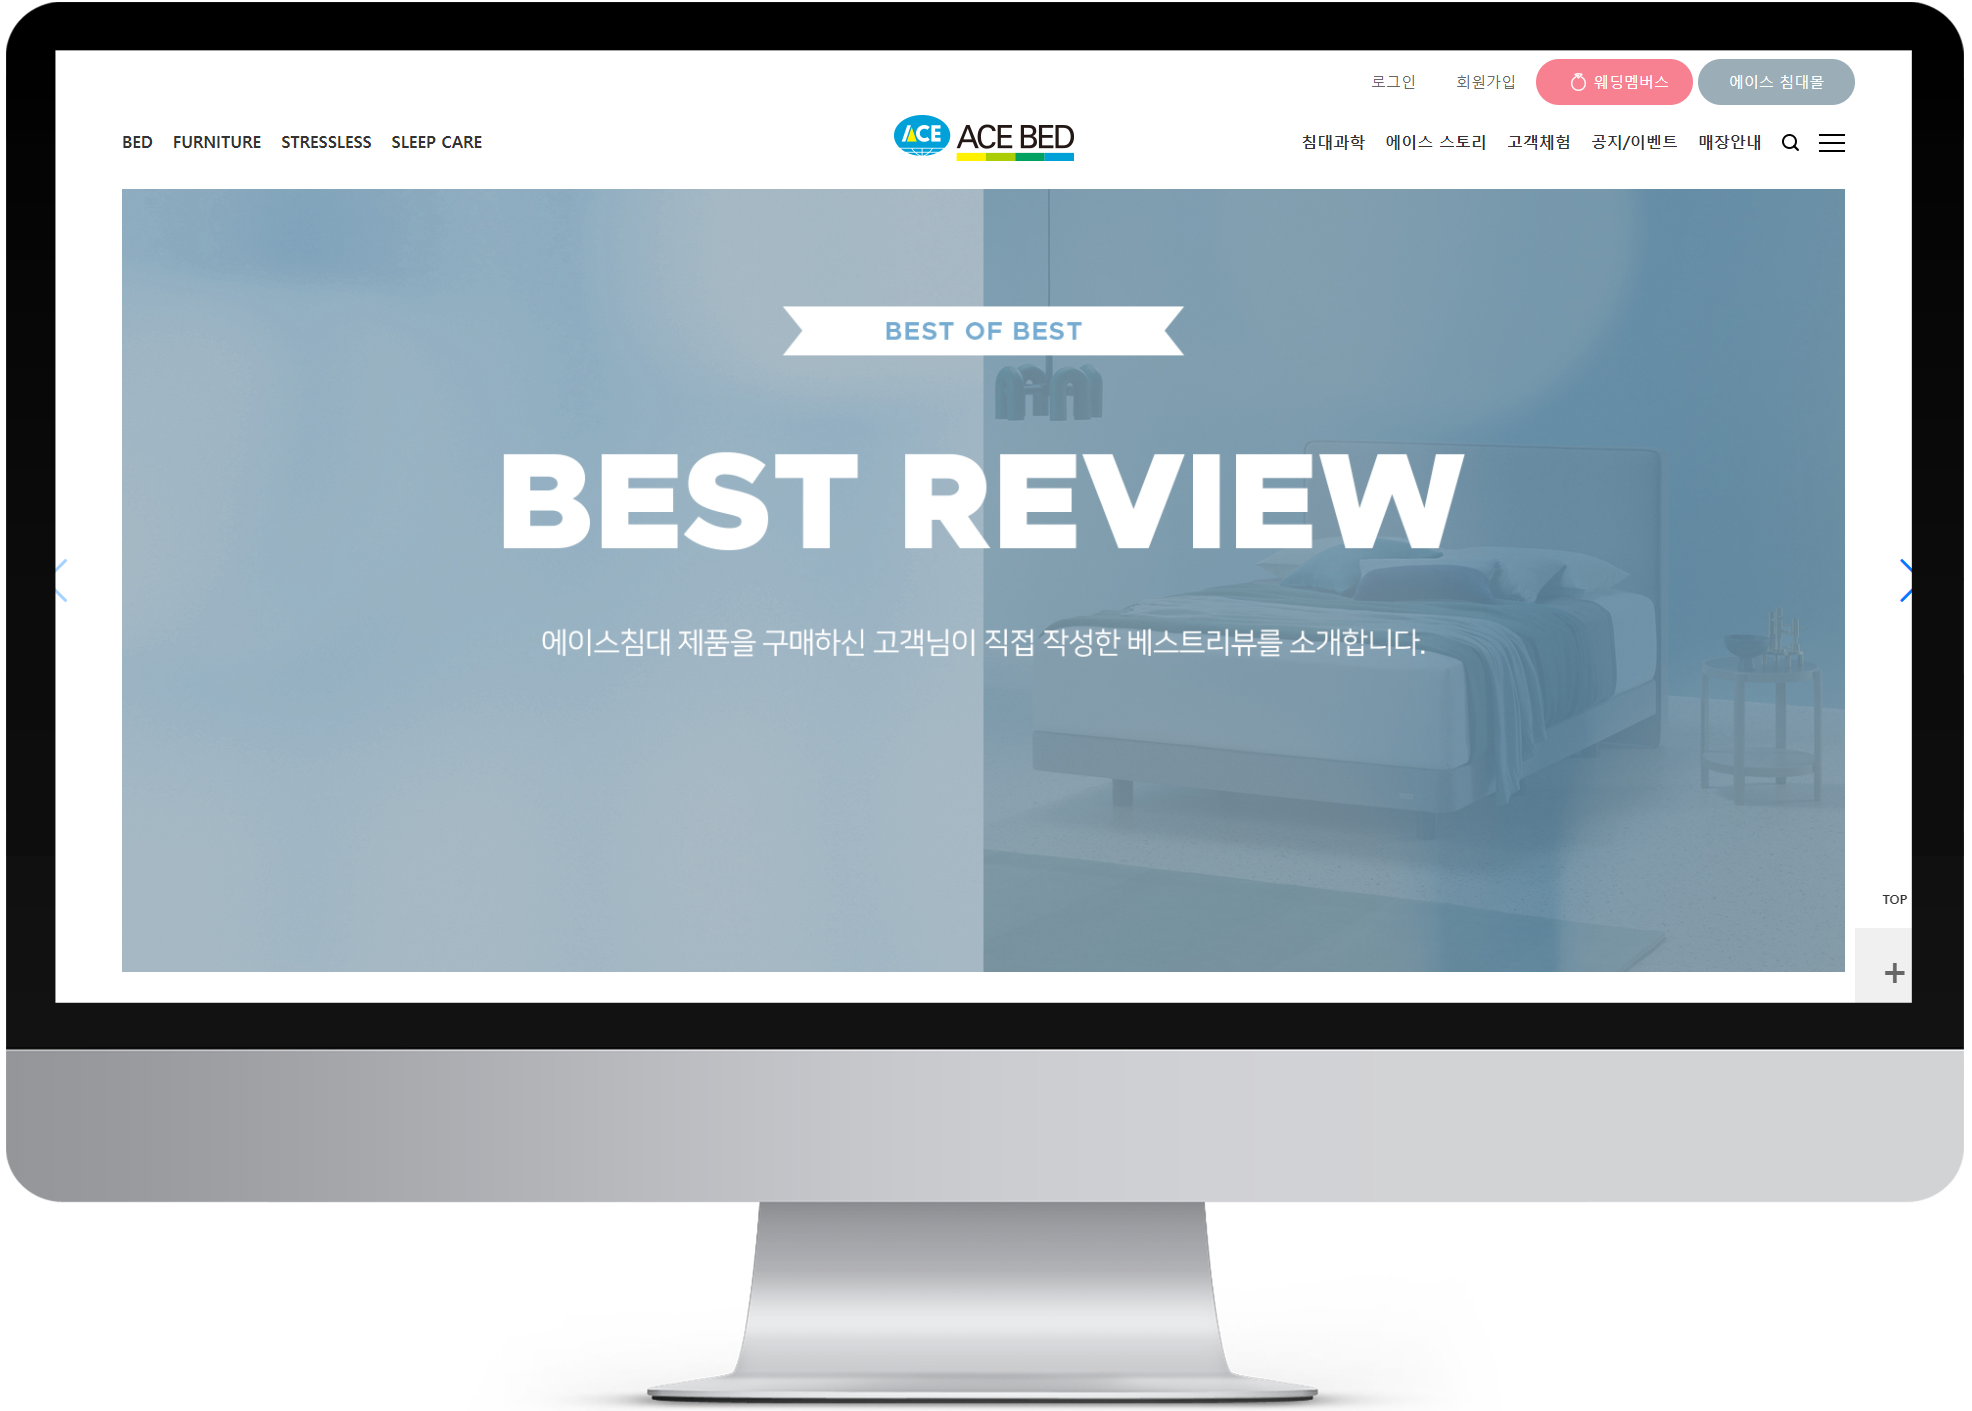 로그인 회원가입 웨딩멤버스 에이스 침대몰
BED FURNITURE STRESSLESS SLEEP CARE ACE ACE BED 침대과학 에이스 스토리 고객체험 공지/이벤트 매장안내
BEST OF BEST
BEST REVIEW
에이스침대 제품을 구매하신 고객님이 직접 작성한 베스트리뷰를 소개합니다.
TOP
+